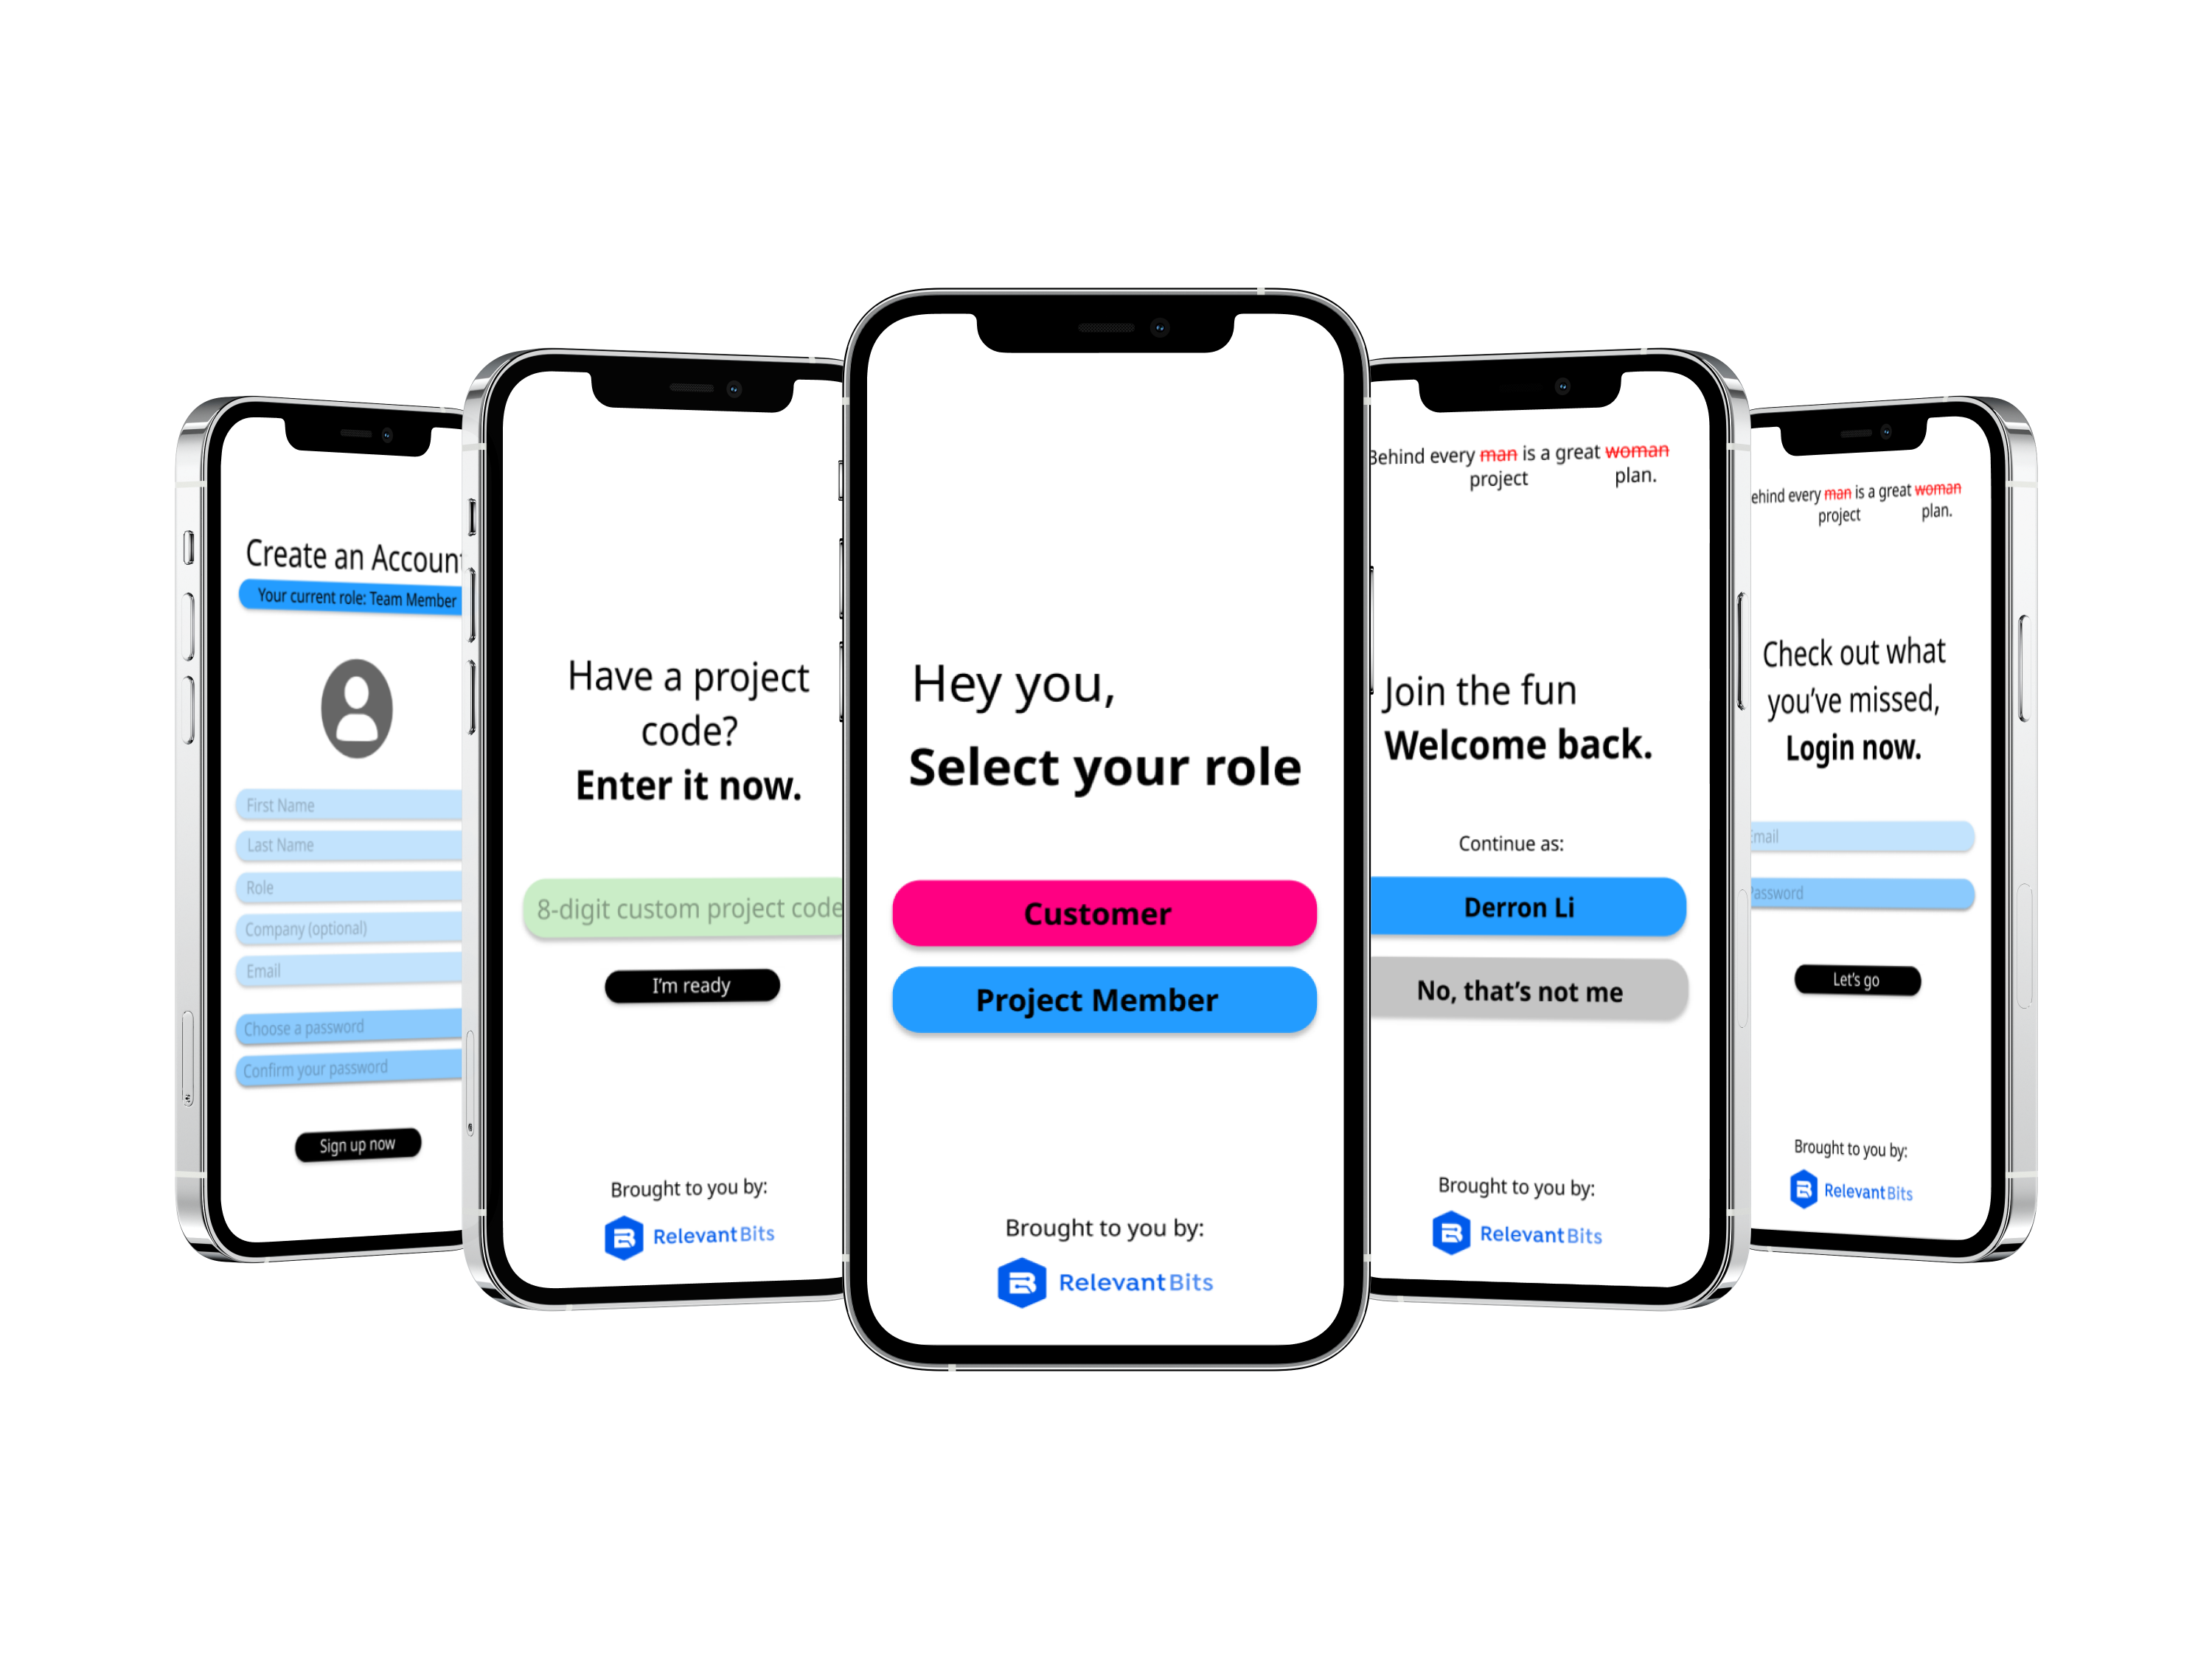 Create an Account
Your current role: Team Member
First Name
Last Name
Role
Company (optional)
Email
Choose a password
Confirm your password
Sign up now
Have a project
code?
Enter it now.
8-digit custom project code
I'm ready
Brought to you by:
RelevantBits
Hey you,
Select your role
Customer
Project Member
Brought to you by:
RelevantBits
Behind every man is a great woman
project plan.
Join the fun
Welcome back.
Continue as:
Derron Li
No, that's not me
Brought to you by:
RelevantBits
ehind every man is a great woman
project plan.
Check out what
you've missed,
Login now.
Email
Password
Let's go
Brought to you by:
RelevantBits